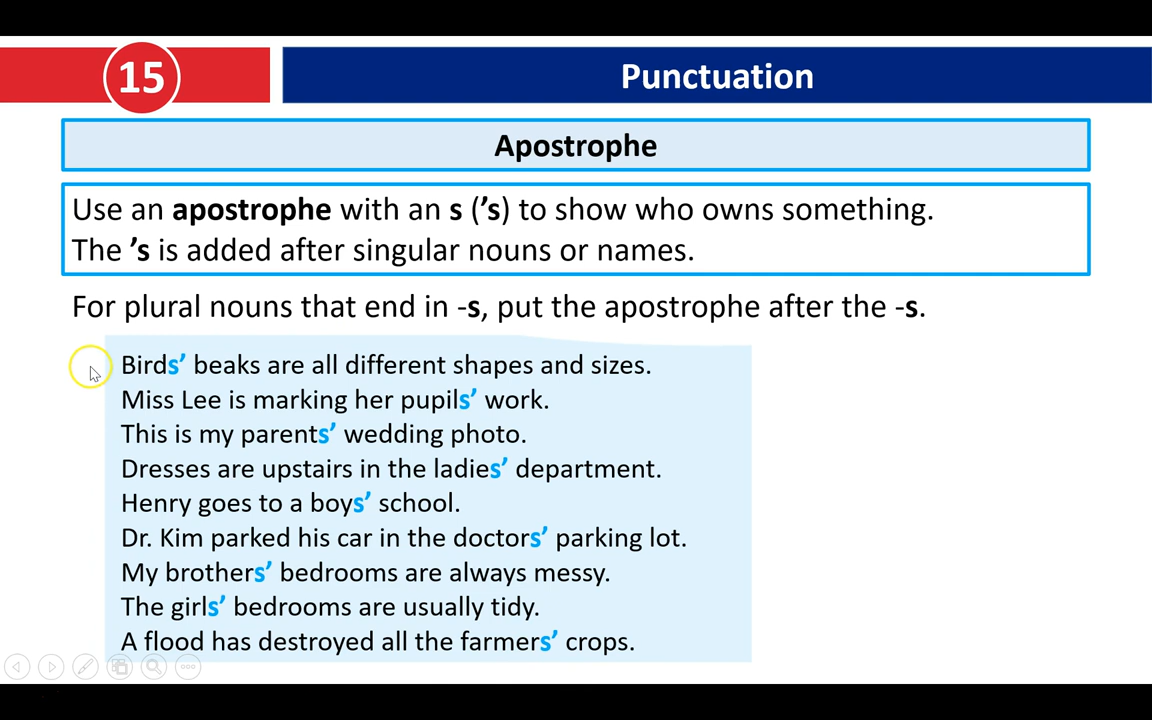 15
Punctuation
Apostrophe
Use an apostrophe with an s (’s) to show who owns something.
The ’s is added after singular nouns or names.
For plural nouns that end in -s, put the apostrophe after the -s.
Birds’ beaks are all different shapes and sizes.
Miss Lee is marking her pupils’ work.
This is my parents’ wedding photo.
Dresses are upstairs in the ladies’ department.
Henry goes to a boys’ school.
Dr. Kim parked his car in the doctors’ parking lot.
My brothers’ bedrooms are always messy.
The girls’ bedrooms are usually tidy.
A flood has destroyed all the farmers’ crops.